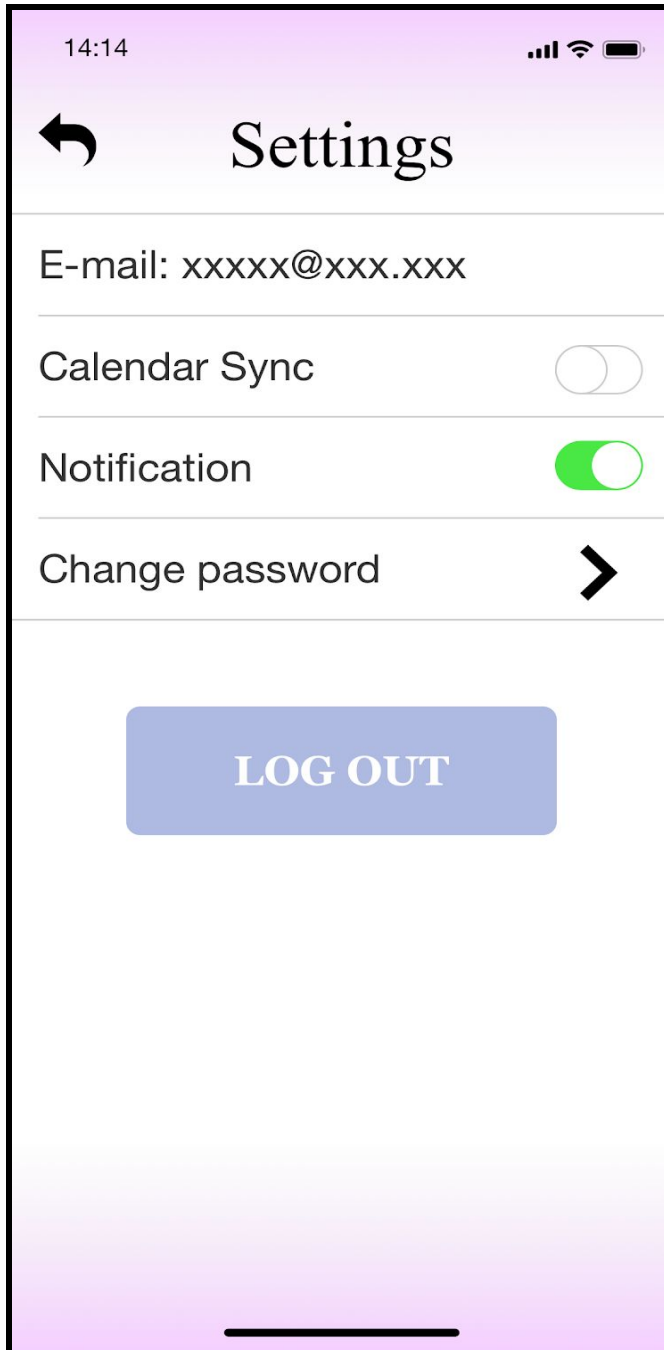 14:14
Settings
E-mail: xxxxx@xxx.xxx
Calendar Sync
Notification
Change password
LOG OUT